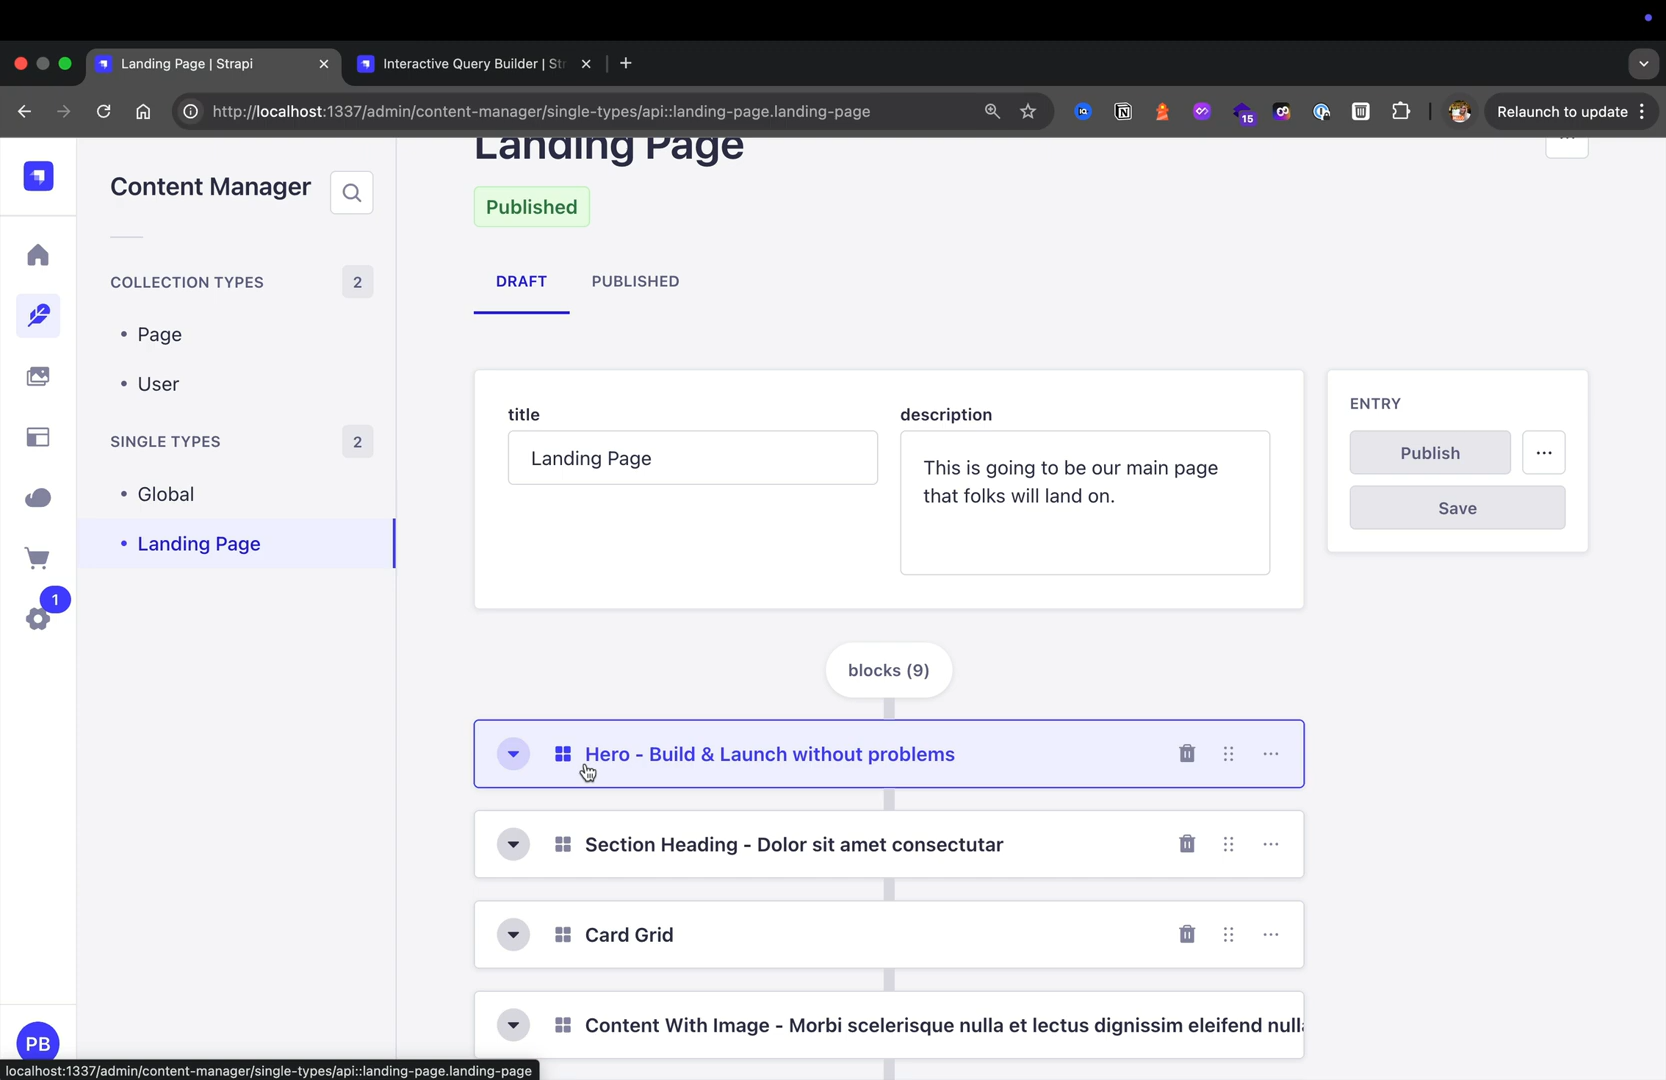 Landing Page | Strapi
Interactive Query Builder | Str
http://localhost:1337/admin/content-manager/single-types/api::landing-page.landing-page
15
Relaunch to update
Content Manager
COLLECTION TYPES
2
Page
User
SINGLE TYPES
2
Global
Landing Page
1
PB
Landing Page
Published
DRAFT
PUBLISHED
title
Landing Page
description
This is going to be our main page
that folks will land on.
ENTRY
Publish
Save
blocks (9)
Hero - Build & Launch without problems
Section Heading - Dolor sit amet consectutar
Card Grid
Content With Image - Morbi scelerisque nulla et lectus dignissim eleifend null
localhost:1337/admin/content-manager/single-types/api::landing-page.landing-page